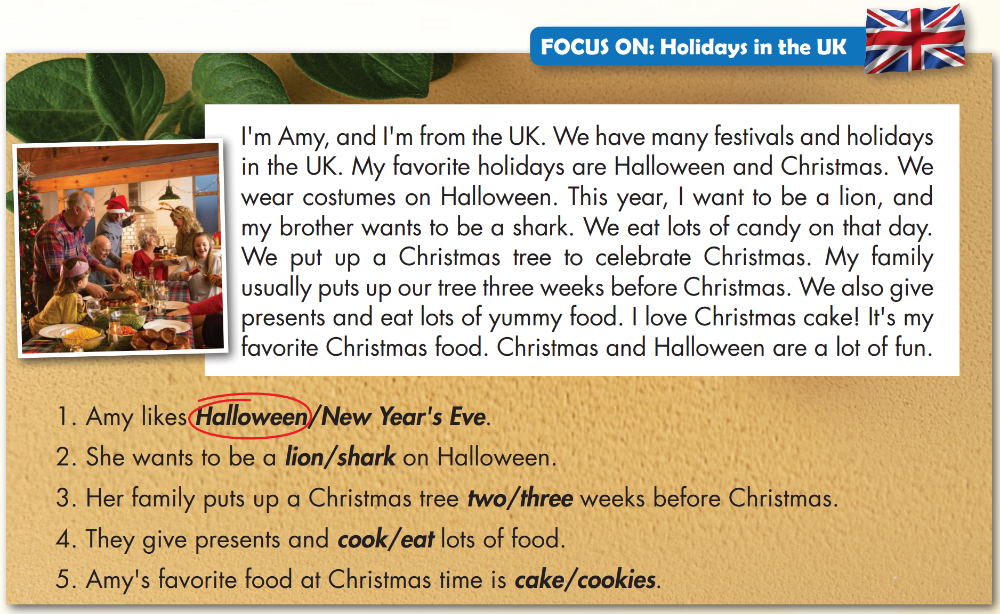 FOCUS ON: Holidays in the UK
I'm Amy, and I'm from the UK. We have many festivals and holidays
in the UK. My favorite holidays are Halloween and Christmas. We
wear costumes on Halloween. This year, I want to be a lion, and
my brother wants to be a shark. We eat lots of candy on that day.
We put up a Christmas tree to celebrate Christmas. My family
usually puts up our tree three weeks before Christmas. We also give
presents and eat lots of yummy food. I love Christmas cake! It's my
favorite Christmas food. Christmas and Halloween are a lot of fun.
1. Amy likes Halloween/New Year's Eve.
2. She wants to be a lion/shark on Halloween.
3. Her family puts up a Christmas tree two/three weeks before Christmas.
4. They give presents and cook/eat lots of food.
5. Amy's favorite food at Christmas time is cake/cookies.